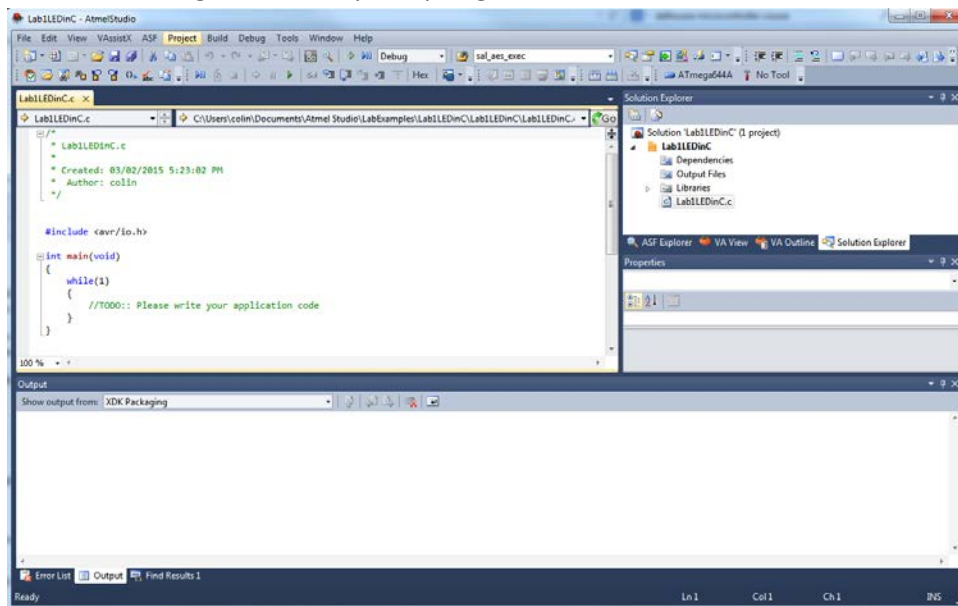 Lab1LEDinC - AtmelStudio
File Edit View VAssistX ASF Project Build Debug Tools Window Help
Debug sal_aes_exec
Hex ATmega644A No Tool
Lab1LEDinC.c
Lab1LEDinC.c C:\Users\colin\Documents\Atmel Studio\LabExamples\Lab1LEDinC\Lab1LEDinC\Lab1LEDinC.c Go
/*
* Lab1LEDinC.c
*
* Created: 03/02/2015 5:23:02 PM
* Author: colin
*/
#include <avr/io.h>
int main(void)
{
while(1)
{
//TODO:: Please write your application code
}
}
100 %
Solution Explorer
Solution 'Lab1LEDinC' (1 project)
Lab1LEDinC
Dependencies
Output Files
Libraries
Lab1LEDinC.c
ASF Explorer VA View VA Outline Solution Explorer
Properties
Output
Show output from: XDK Packaging
Error List Output Find Results 1
Ready Ln 1 Col 1 Ch 1 INS